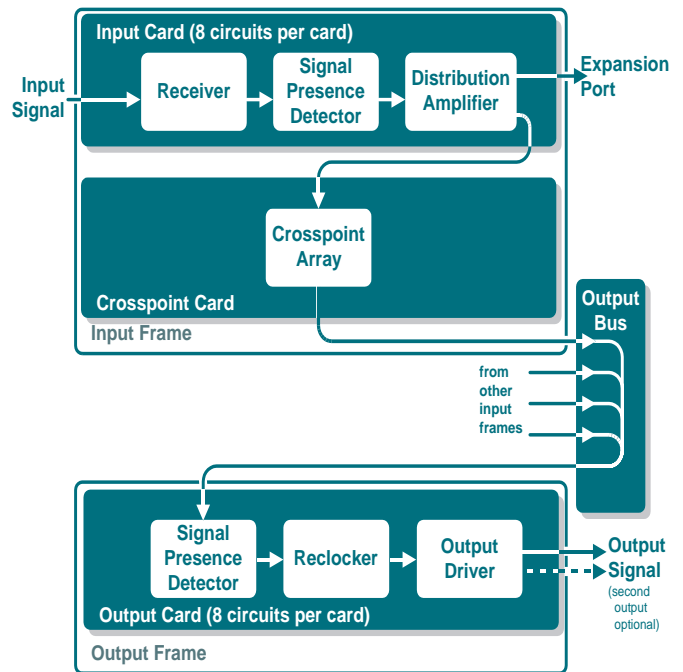 Input Card (8 circuits per card)
Input
Signal
Receiver
Signal
Presence
Detector
Distribution
Amplifier
Expansion
Port
Crosspoint
Array
Crosspoint Card
Input Frame
Output
Bus
from
other
input
frames
Signal
Presence
Detector
Reclocker
Output
Driver
Output
Signal
(second
output
optional)
Output Card (8 circuits per card)
Output Frame